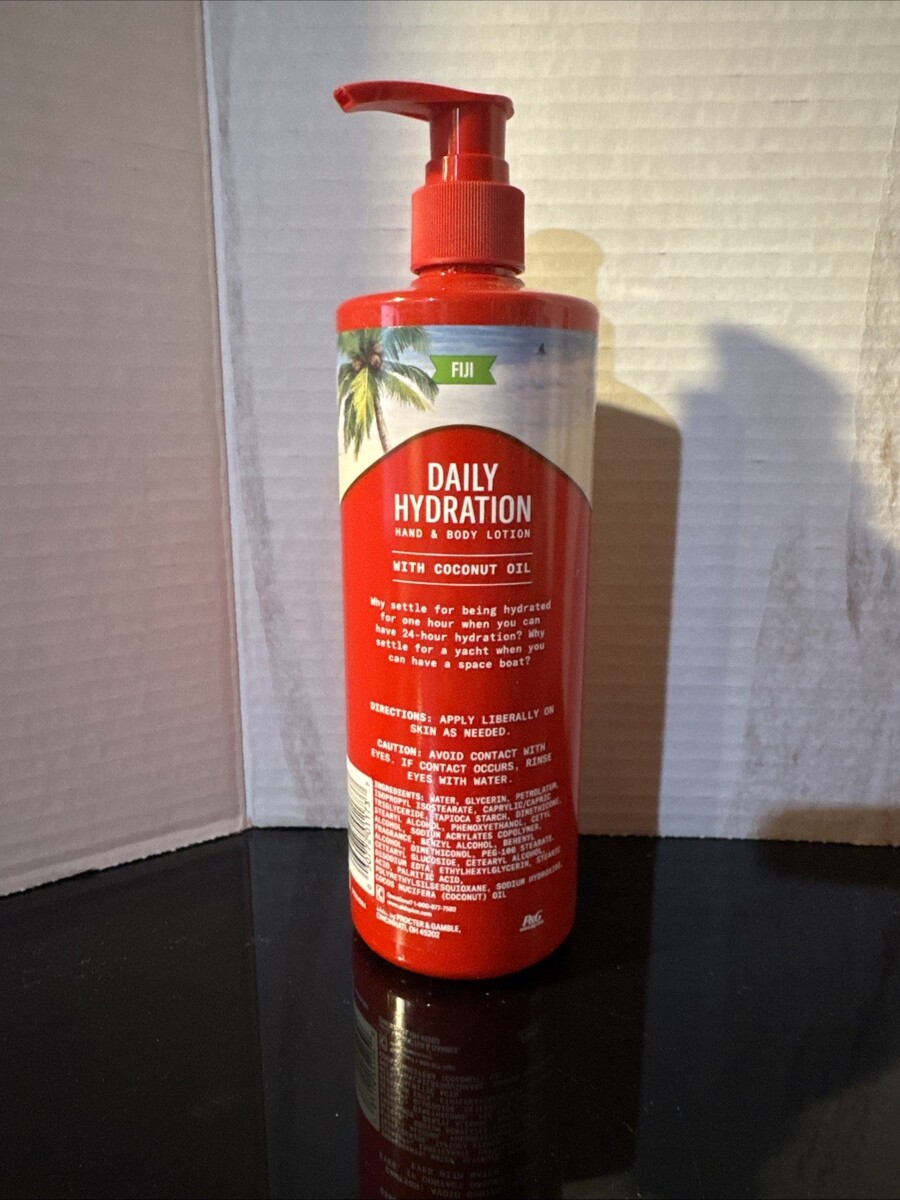 FIJI
DAILY
HYDRATION
HAND & BODY LOTION
WITH COCONUT OIL
Why settle for being hydrated
for one hour when you can
have 24-hour hydration? Why
settle for a yacht when you
can have a space boat?
DIRECTIONS: APPLY LIBERALLY ON
SKIN AS NEEDED.
CAUTION: AVOID CONTACT WITH
EYES. IF CONTACT OCCURS, RINSE
EYES WITH WATER.
INGREDIENTS: WATER, GLYCERIN, PETROLATUM,
ISOPROPYL ISOSTEARATE, CAPRYLIC/CAPRIC
TRIGLYCERIDE, TAPIOCA STARCH, DIMETHICONE,
STEARYL ALCOHOL, PHENOXYETHANOL, CETYL
ALCOHOL, SODIUM ACRYLATES COPOLYMER,
FRAGRANCE, BENZYL ALCOHOL, BEHENYL
ALCOHOL, DIMETHICONOL, PEG-100 STEARATE,
CETEARYL GLUCOSIDE, CETEARYL ALCOHOL,
DISODIUM EDTA, ETHYLHEXYLGLYCERIN, STEARIC
ACID, PALMITIC ACID,
POLYMETHYLSILSESQUIOXANE, SODIUM HYDROXIDE,
COCOS NUCIFERA (COCONUT) OIL
by PROCTER & GAMBLE,
CINCINNATI, OH 45202
P&G